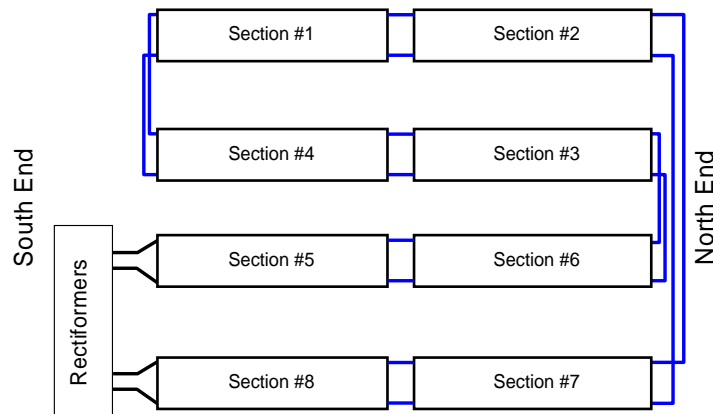 Section #1
Section #2
Section #4
Section #3
South End
North End
Section #5
Section #6
Rectiformers
Section #8
Section #7